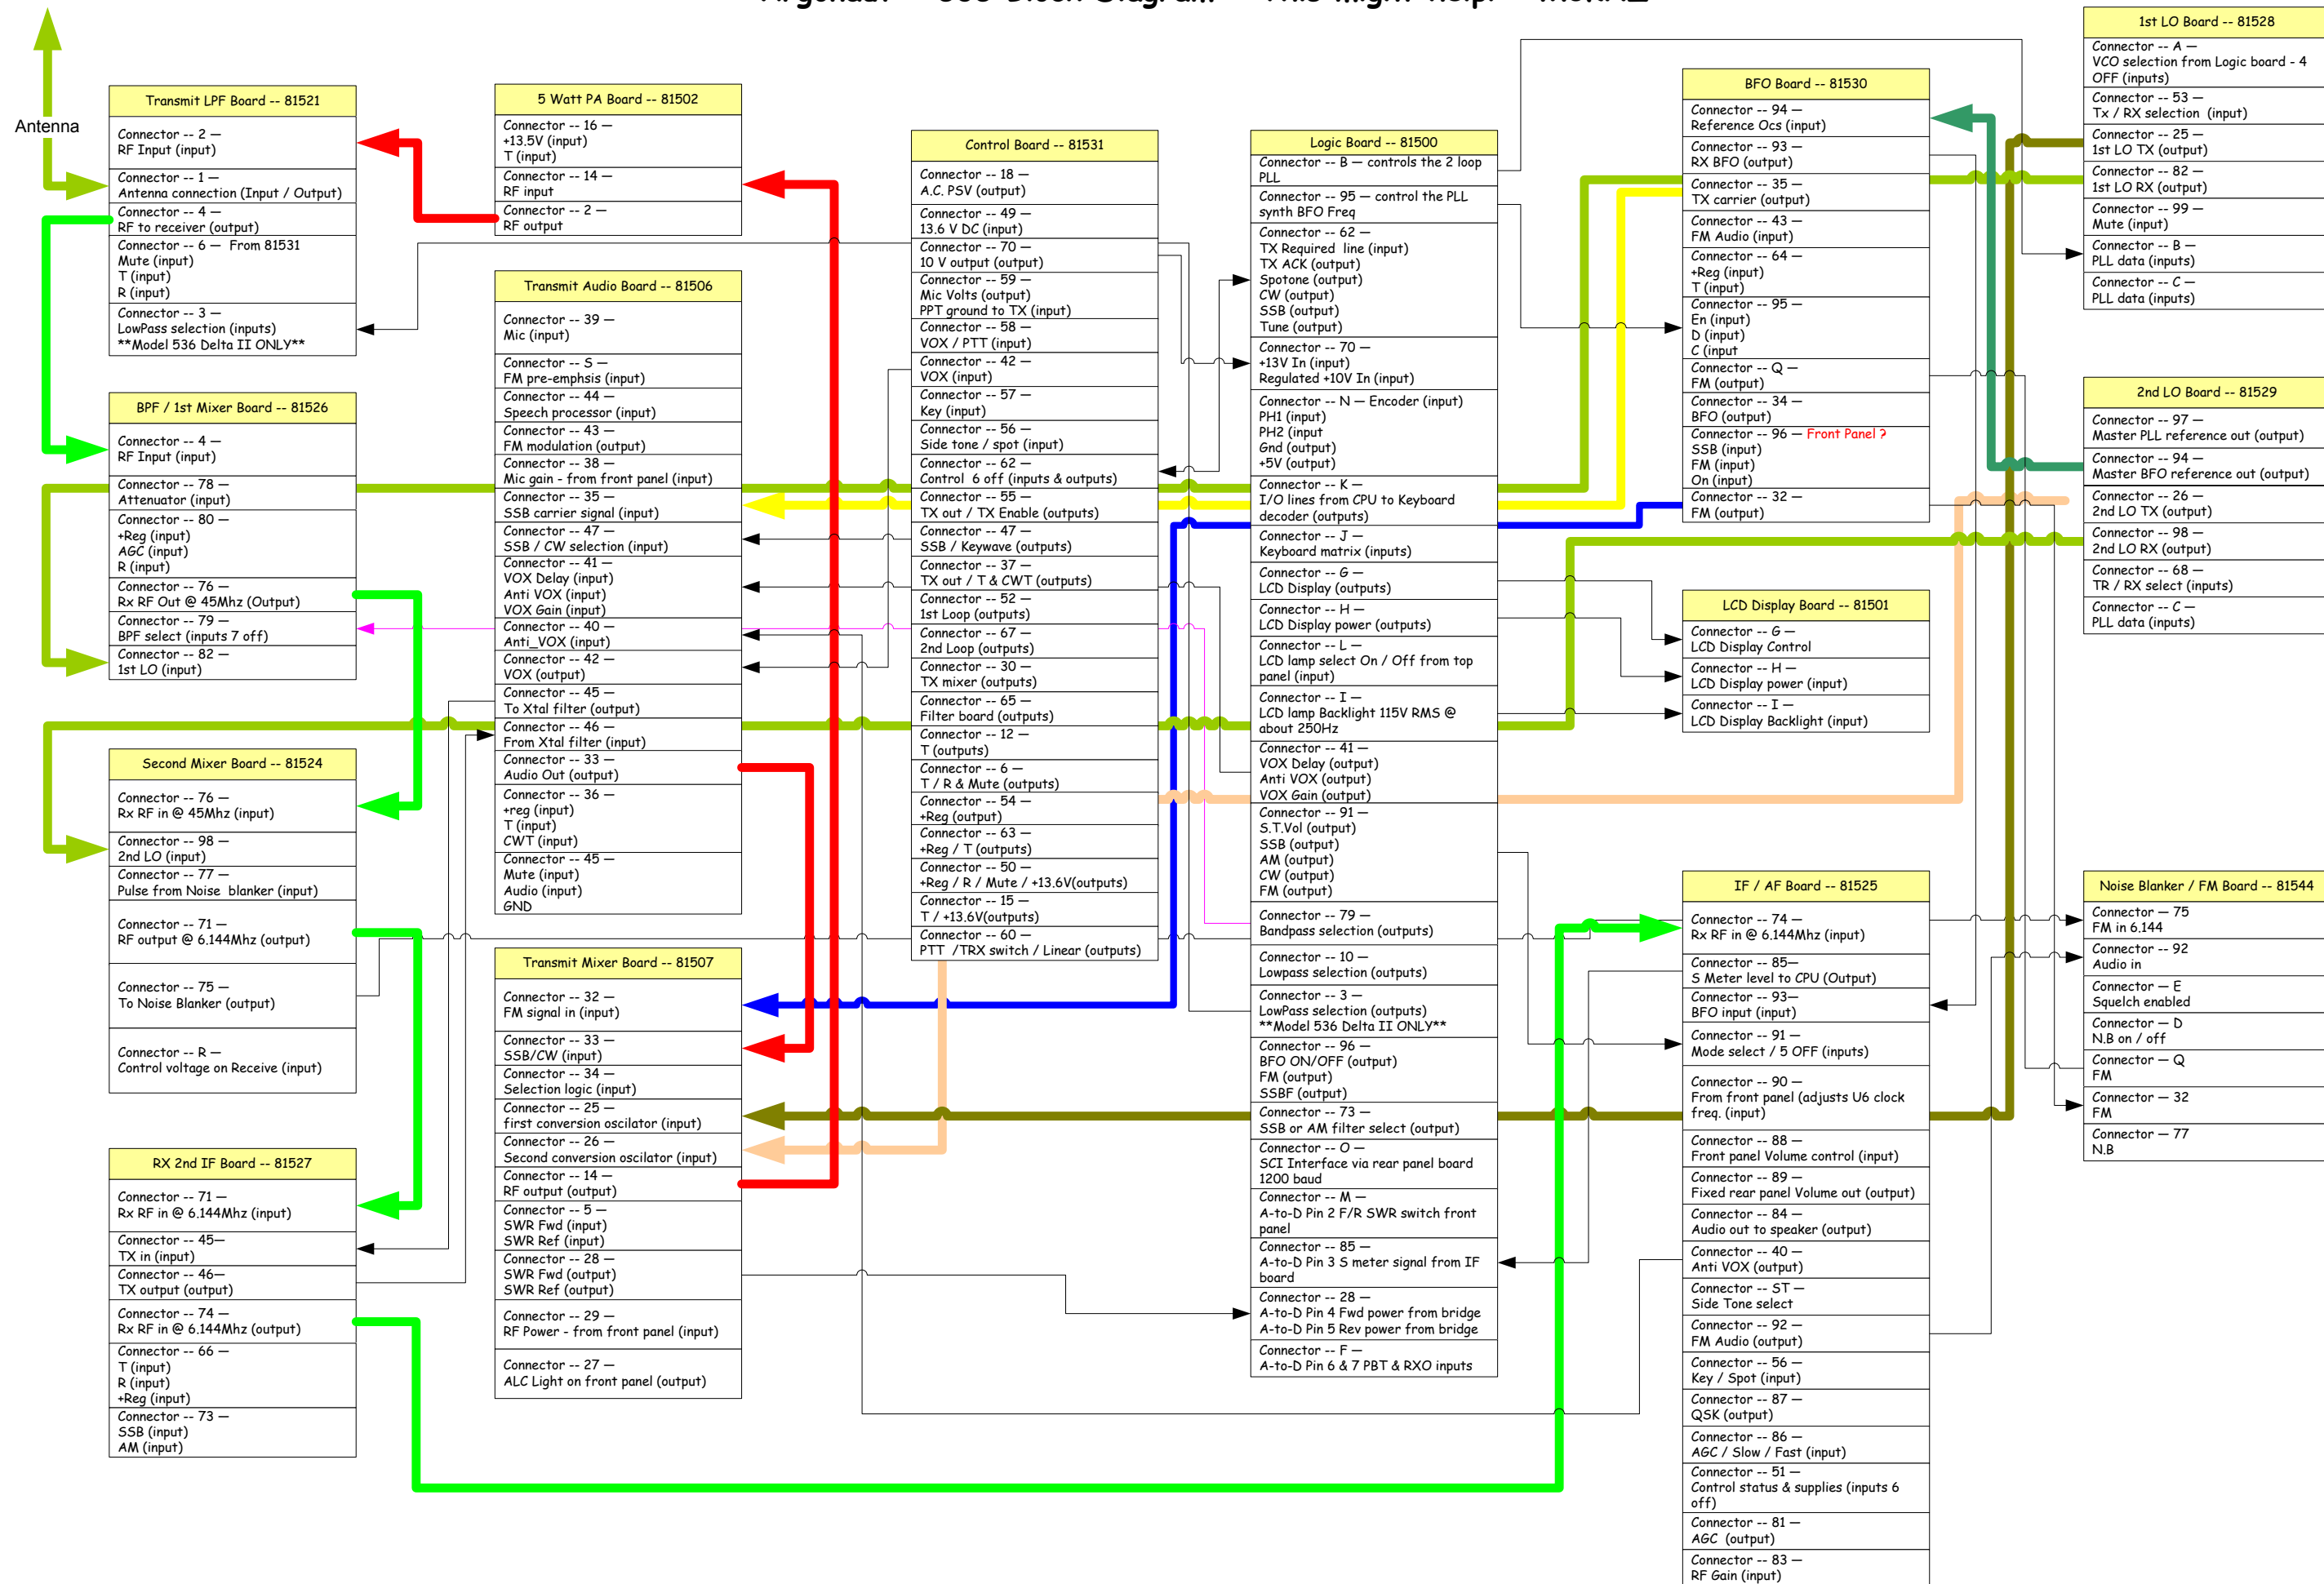 Antenna
Transmit LPF Board -- 81521
Connector -- 2 —
RF Input (input)
Connector -- 1 —
Antenna connection (Input / Output)
Connector -- 4 —
RF to receiver (output)
Connector -- 6 —  From 81531
Mute (input)
T (input)
R (input)
Connector -- 3 —
LowPass selection (inputs)
**Model 536 Delta II ONLY**
BPF / 1st Mixer Board -- 81526
Connector -- 4 —
RF Input (input)
Connector -- 78 —
Attenuator (input)
Connector -- 80 —
+Reg (input)
AGC (input)
R (input)
Connector -- 76 —
Rx RF Out @ 45Mhz (Output)
Connector -- 79 —
BPF select (inputs 7 off)
Connector -- 82 —
1st LO (input)
Second Mixer Board -- 81524
Connector -- 76 —
Rx RF in @ 45Mhz (input)
Connector -- 98 —
2nd LO (input)
Connector -- 77 —
Pulse from Noise  blanker (input)
Connector -- 71 —
RF output @ 6.144Mhz (output)
Connector -- 75 —
To Noise Blanker (output)
Connector -- R —
Control voltage on Receive (input)
RX 2nd IF Board -- 81527
Connector -- 71 —
Rx RF in @ 6.144Mhz (input)
Connector -- 45—
TX in (input)
Connector -- 46—
TX output (output)
Connector -- 74 —
Rx RF in @ 6.144Mhz (output)
Connector -- 66 —
T (input)
R (input)
+Reg (input)
Connector -- 73 —
SSB (input)
AM (input)
5 Watt PA Board -- 81502
Connector -- 16 —
+13.5V (input)
T (input)
Connector -- 14 —
RF input
Connector -- 2 —
RF output
Transmit Audio Board -- 81506
Connector -- 39 —
Mic (input)
Connector -- S —
FM pre-emphsis (input)
Connector -- 44 —
Speech processor (input)
Connector -- 43 —
FM modulation (output)
Connector -- 38 —
Mic gain - from front panel (input)
Connector -- 35 —
SSB carrier signal (input)
Connector -- 47 —
SSB / CW selection (input)
Connector -- 41 —
VOX Delay (input)
Anti VOX (input)
VOX Gain (input)
Connector -- 40 —
Anti_VOX (input)
Connector -- 42 —
VOX (output)
Connector -- 45 —
To Xtal filter (output)
Connector -- 46 —
From Xtal filter (input)
Connector -- 33 —
Audio Out (output)
Connector -- 36 —
+reg (input)
T (input)
CWT (input)
Connector -- 45 —
Mute (input)
Audio (input)
GND
Transmit Mixer Board -- 81507
Connector -- 32 —
FM signal in (input)
Connector -- 33 —
SSB/CW (input)
Connector -- 34 —
Selection logic (input)
Connector -- 25 —
first conversion oscilator (input)
Connector -- 26 —
Second conversion oscilator (input)
Connector -- 14 —
RF output (output)
Connector -- 5 —
SWR Fwd (input)
SWR Ref (input)
Connector -- 28 —
SWR Fwd (output)
SWR Ref (output)
Connector -- 29 —
RF Power - from front panel (input)
Connector -- 27 —
ALC Light on front panel (output)
Control Board -- 81531
Connector -- 18 —
A.C. PSV (output)
Connector -- 49 —
13.6 V DC (input)
Connector -- 70 —
10 V output (output)
Connector -- 59 —
Mic Volts (output)
PPT ground to TX (input)
Connector -- 58 —
VOX / PTT (input)
Connector -- 42 —
VOX (input)
Connector -- 57 —
Key (input)
Connector -- 56 —
Side tone / spot (input)
Connector -- 62 —
Control  6 off (inputs & outputs)
Connector -- 55 —
TX out / TX Enable (outputs)
Connector -- 47 —
SSB / Keywave (outputs)
Connector -- 37 —
TX out / T & CWT (outputs)
Connector -- 52 —
1st Loop (outputs)
Connector -- 67 —
2nd Loop (outputs)
Connector -- 30 —
TX mixer (outputs)
Connector -- 65 —
Filter board (outputs)
Connector -- 12 —
T (outputs)
Connector -- 6 —
T / R & Mute (outputs)
Connector -- 54 —
+Reg (output)
Connector -- 63 —
+Reg / T (outputs)
Connector -- 50 —
+Reg / R / Mute / +13.6V(outputs)
Connector -- 15 —
T / +13.6V(outputs)
Connector -- 60 —
PTT  /TRX switch / Linear (outputs)
Logic Board -- 81500
Connector -- B — controls the 2 loop
PLL
Connector -- 95 — control the PLL
synth BFO Freq
Connector -- 62 —
TX Required  line (input)
TX ACK (output)
Spotone (output)
CW (output)
SSB (output)
Tune (output)
Connector -- 70 —
+13V In (input)
Regulated +10V In (input)
Connector -- N — Encoder (input)
PH1 (input)
PH2 (input
Gnd (output)
+5V (output)
Connector -- K —
I/O lines from CPU to Keyboard
decoder (outputs)
Connector -- J —
Keyboard matrix (inputs)
Connector -- G —
LCD Display (outputs)
Connector -- H —
LCD Display power (outputs)
Connector -- L —
LCD lamp select On / Off from top
panel (input)
Connector -- I —
LCD lamp Backlight 115V RMS @
about 250Hz
Connector -- 41 —
VOX Delay (output)
Anti VOX (output)
VOX Gain (output)
Connector -- 91 —
S.T.Vol (output)
SSB (output)
AM (output)
CW (output)
FM (output)
Connector -- 79 —
Bandpass selection (outputs)
Connector -- 10 —
Lowpass selection (outputs)
Connector -- 3 —
LowPass selection (outputs)
**Model 536 Delta II ONLY**
Connector -- 96 —
BFO ON/OFF (output)
FM (output)
SSBF (output)
Connector -- 73 —
SSB or AM filter select (output)
Connector -- O —
SCI Interface via rear panel board
1200 baud
Connector -- M —
A-to-D Pin 2 F/R SWR switch front
panel
Connector -- 85 —
A-to-D Pin 3 S meter signal from IF
board
Connector -- 28 —
A-to-D Pin 4 Fwd power from bridge
A-to-D Pin 5 Rev power from bridge
Connector -- F —
A-to-D Pin 6 & 7 PBT & RXO inputs
BFO Board -- 81530
Connector -- 94 —
Reference Ocs (input)
Connector -- 93 —
RX BFO (output)
Connector -- 35 —
TX carrier (output)
Connector -- 43 —
FM Audio (input)
Connector -- 64 —
+Reg (input)
T (input)
Connector -- 95 —
En (input)
D (input)
C (input
Connector -- Q —
FM (output)
Connector -- 34 —
BFO (output)
Connector -- 96 — Front Panel ?
SSB (input)
FM (input)
On (input)
Connector -- 32 —
FM (output)
LCD Display Board -- 81501
Connector -- G —
LCD Display Control
Connector -- H —
LCD Display power (input)
Connector -- I —
LCD Display Backlight (input)
IF / AF Board -- 81525
Connector -- 74 —
Rx RF in @ 6.144Mhz (input)
Connector -- 85—
S Meter level to CPU (Output)
Connector -- 93—
BFO input (input)
Connector -- 91 —
Mode select / 5 OFF (inputs)
Connector -- 90 —
From front panel (adjusts U6 clock
freq. (input)
Connector -- 88 —
Front panel Volume control (input)
Connector -- 89 —
Fixed rear panel Volume out (output)
Connector -- 84 —
Audio out to speaker (output)
Connector -- 40 —
Anti VOX (output)
Connector -- ST —
Side Tone select
Connector -- 92 —
FM Audio (output)
Connector -- 56 —
Key / Spot (input)
Connector -- 87 —
QSK (output)
Connector -- 86 —
AGC / Slow / Fast (input)
Connector -- 51 —
Control status & supplies (inputs 6
off)
Connector -- 81 —
AGC  (output)
Connector -- 83 —
RF Gain (input)
1st LO Board -- 81528
Connector -- A —
VCO selection from Logic board - 4
OFF (inputs)
Connector -- 53 —
Tx / RX selection  (input)
Connector -- 25 —
1st LO TX (output)
Connector -- 82 —
1st LO RX (output)
Connector -- 99 —
Mute (input)
Connector -- B —
PLL data (inputs)
Connector -- C —
PLL data (inputs)
2nd LO Board -- 81529
Connector -- 97 —
Master PLL reference out (output)
Connector -- 94 —
Master BFO reference out (output)
Connector -- 26 —
2nd LO TX (output)
Connector -- 98 —
2nd LO RX (output)
Connector -- 68 —
TR / RX select (inputs)
Connector -- C —
PLL data (inputs)
Noise Blanker / FM Board -- 81544
Connector — 75
FM in 6.144
Connector -- 92
Audio in
Connector — E
Squelch enabled
Connector — D
N.B on / off
Connector — Q
FM
Connector -- 32
FM
Connector — 77
N.B